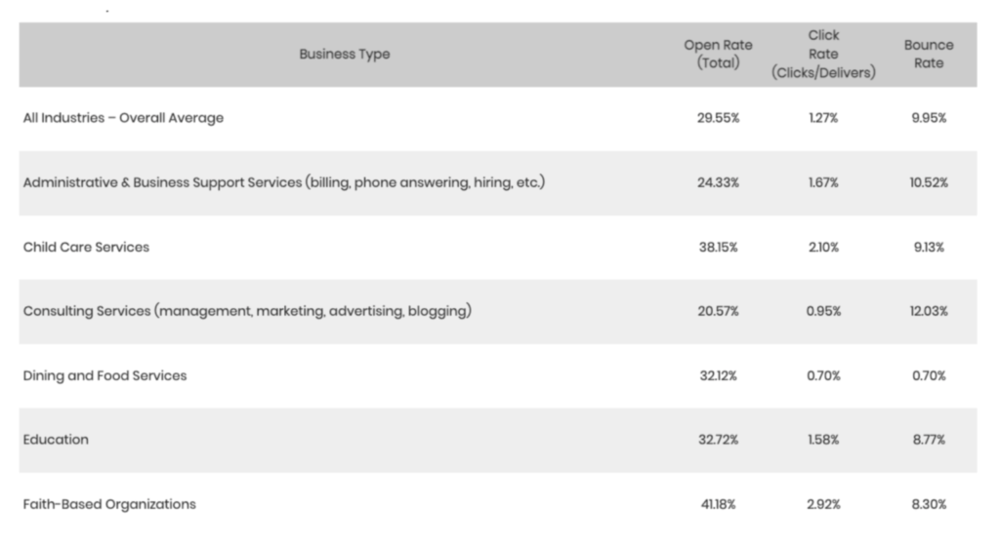 Business Type Open Rate (Total) Click Rate (Clicks/Delivers) Bounce Rate
All Industries – Overall Average 29.55% 1.27% 9.95%
Administrative & Business Support Services (billing, phone answering, hiring, etc.) 24.33% 1.67% 10.52%
Child Care Services 38.15% 2.10% 9.13%
Consulting Services (management, marketing, advertising, blogging) 20.57% 0.95% 12.03%
Dining and Food Services 32.12% 0.70% 0.70%
Education 32.72% 1.58% 8.77%
Faith-Based Organizations 41.18% 2.92% 8.30%